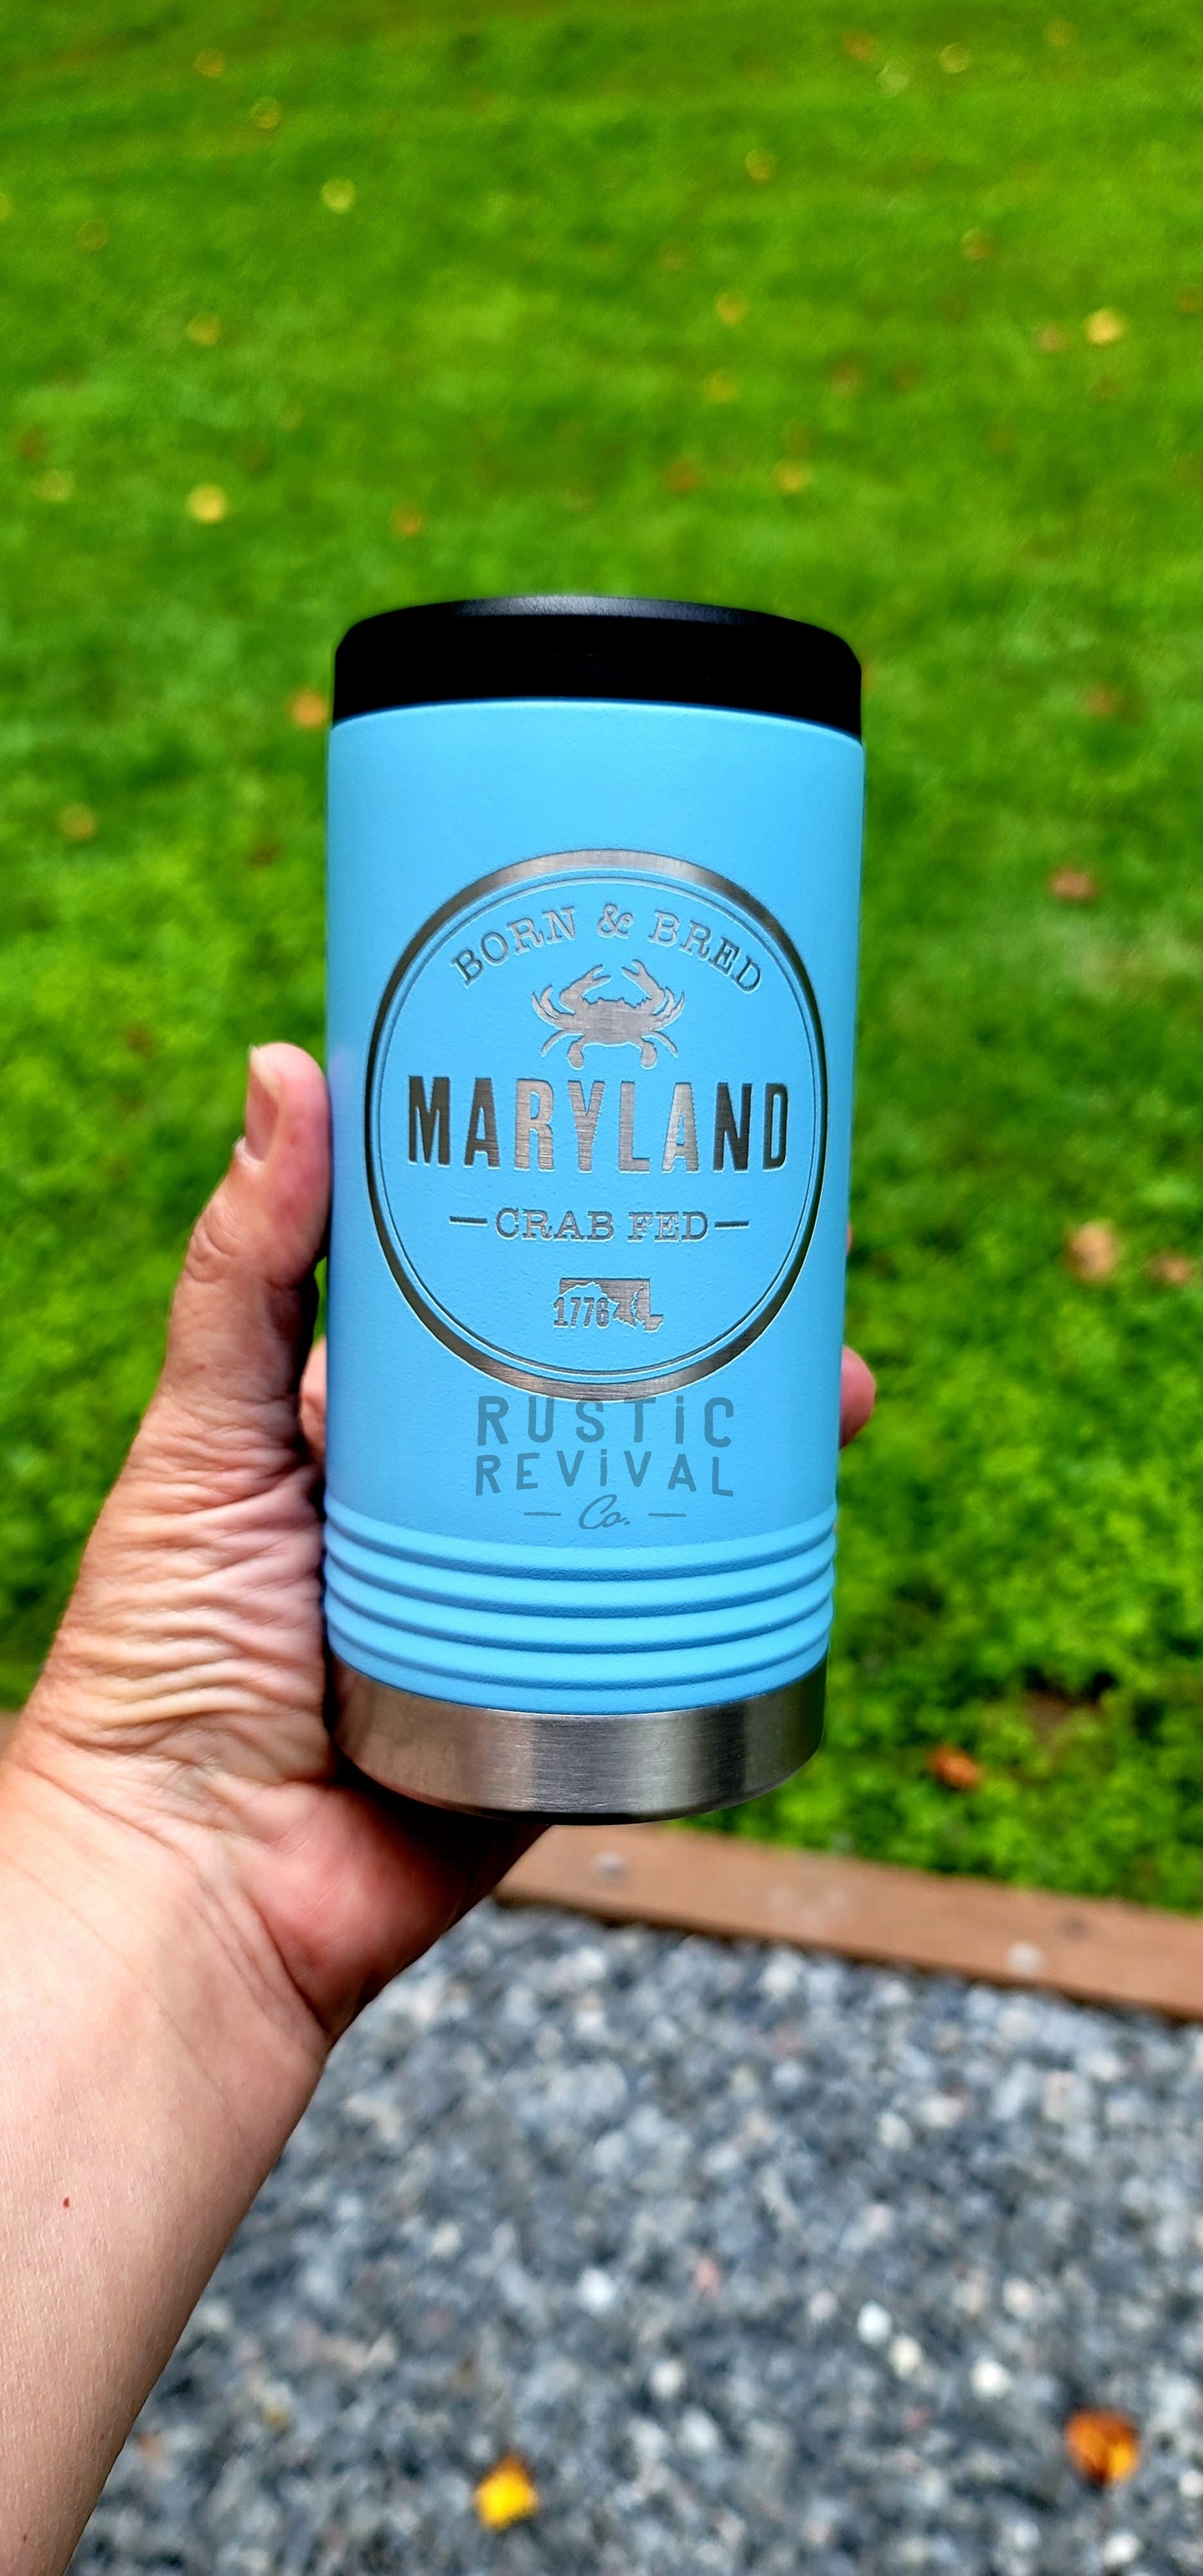 BORN & BRED
MARYLAND
—CRAB FED—
1776
RUSTiC
REViVAL
— Co. —